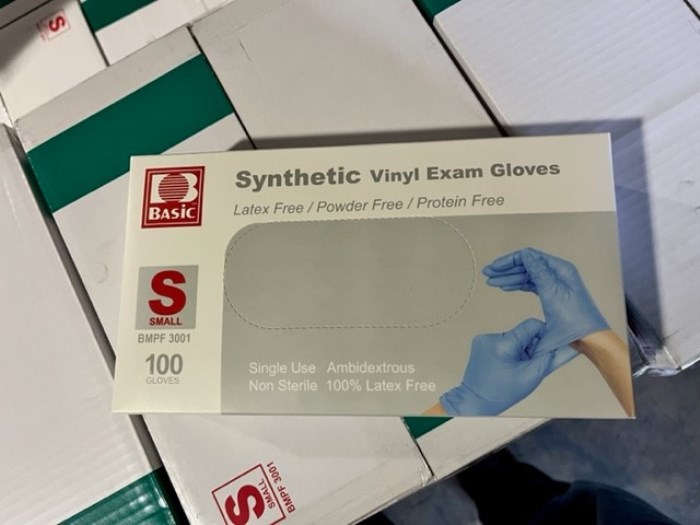 S
Synthetic Vinyl Exam Gloves
BASIC
Latex Free / Powder Free / Protein Free
S
SMALL
BMPF 3001
100
GLOVES
Single Use Ambidextrous
Non Sterile 100% Latex Free
S
SMALL
BMPF 3001